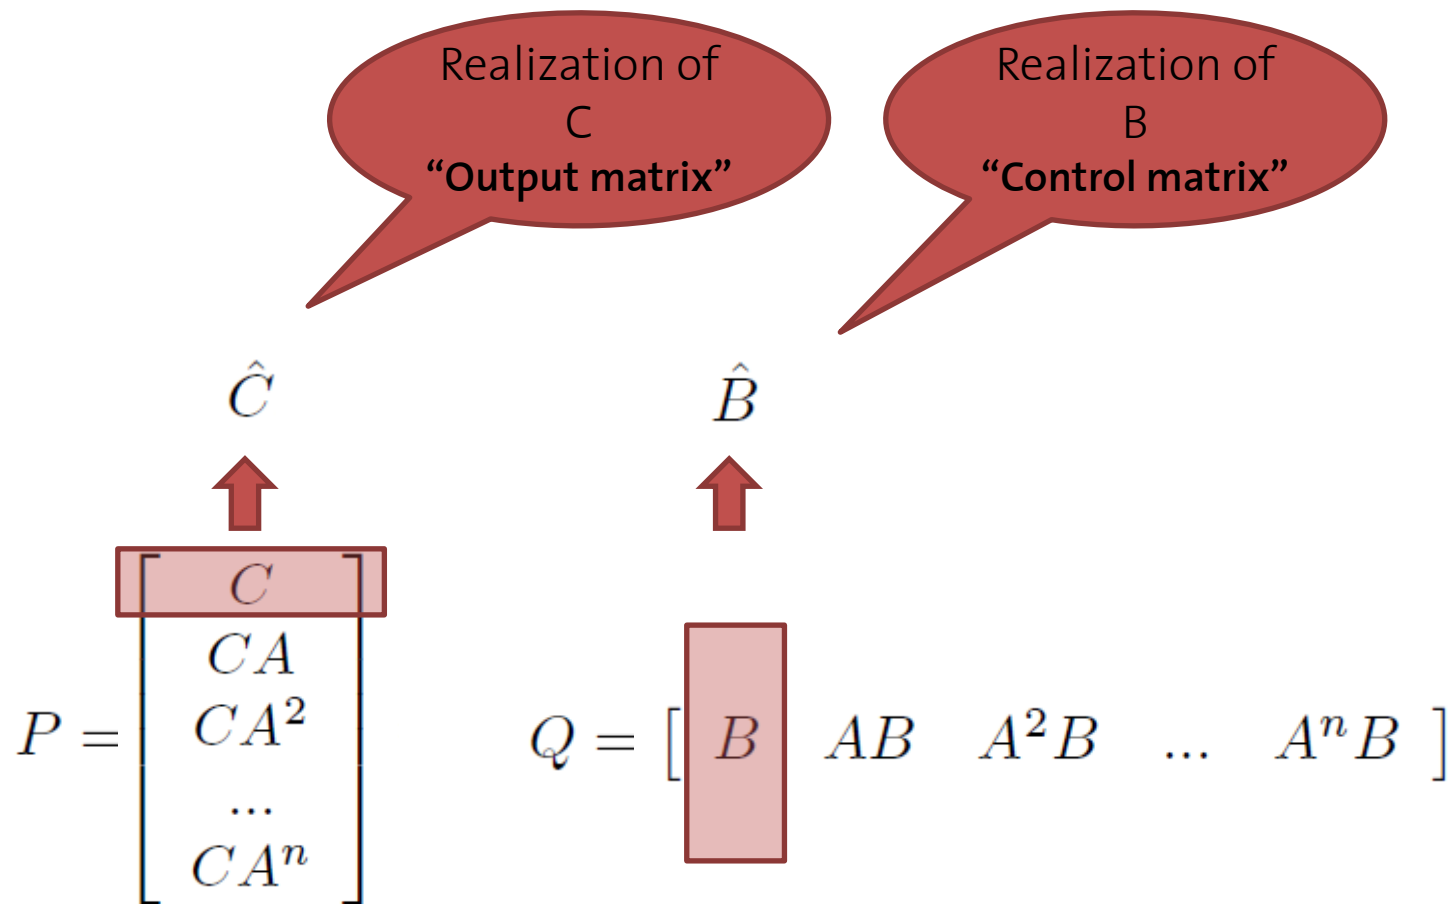 Realization of
C
“Output matrix”
Realization of
B
“Control matrix”
Ĉ
B̂
P = [ C
CA
CA²
...
CAⁿ ]
Q = [ B AB A²B ... AⁿB ]